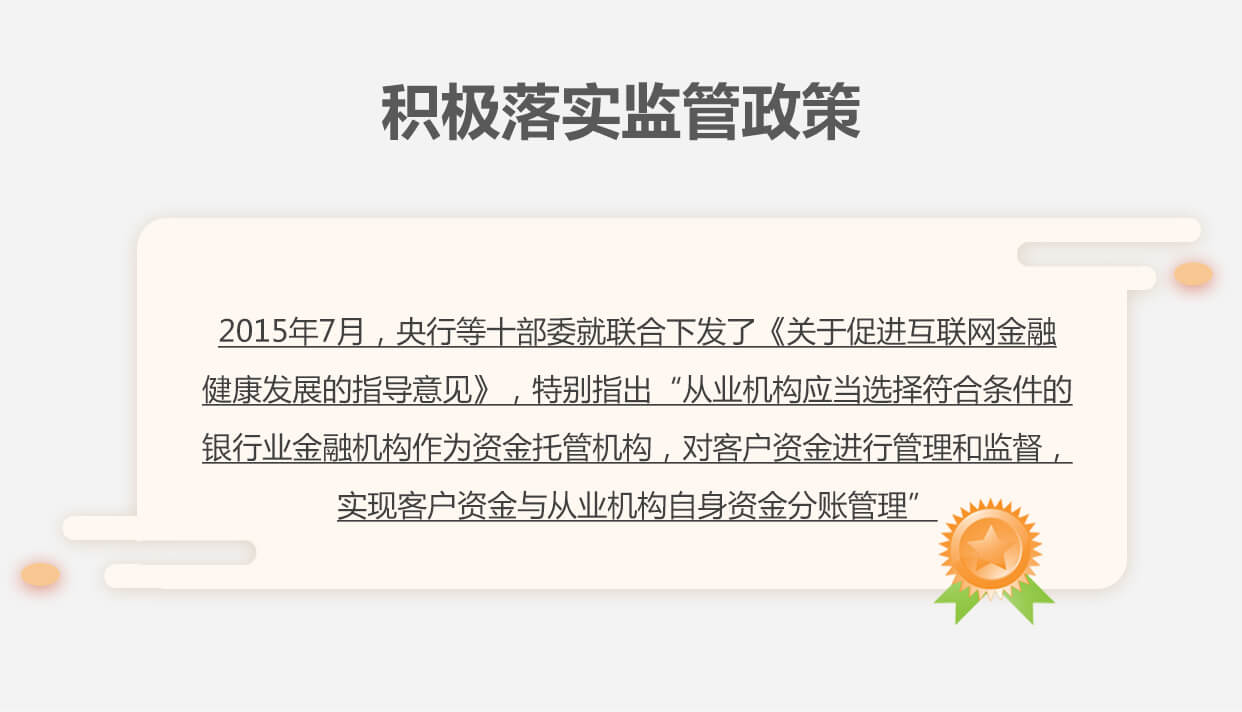 积极落实监管政策
2015年7月，央行等十部委就联合下发了《关于促进互联网金融
健康发展的指导意见》，特别指出“从业机构应当选择符合条件的
银行业金融机构作为资金托管机构，对客户资金进行管理和监督，
实现客户资金与从业机构自身资金分账管理”